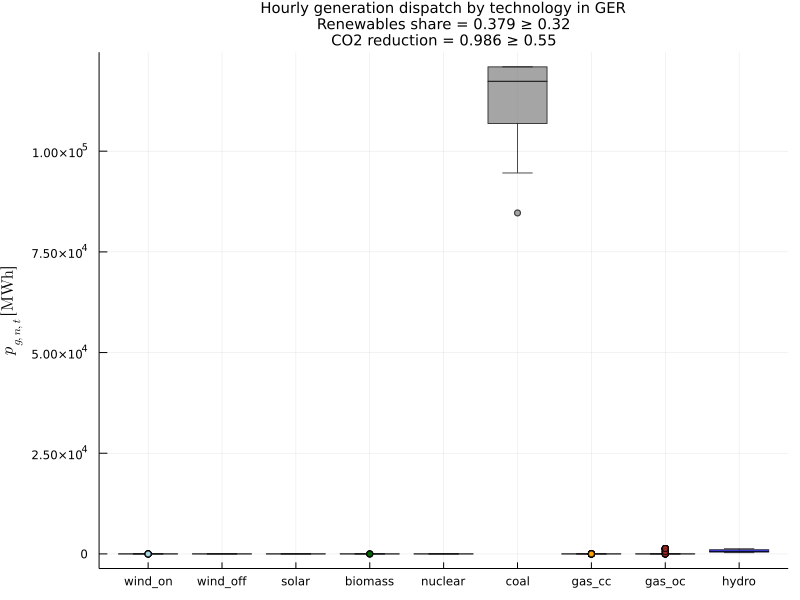 Hourly generation dispatch by technology in GER
Renewables share = 0.379 ≥ 0.32
CO2 reduction = 0.986 ≥ 0.55
1.00×10⁵
7.50×10⁴
5.00×10⁴
2.50×10⁴
0
p_{g,n,t} [MWh]
wind_on wind_off solar biomass nuclear coal gas_cc gas_oc hydro